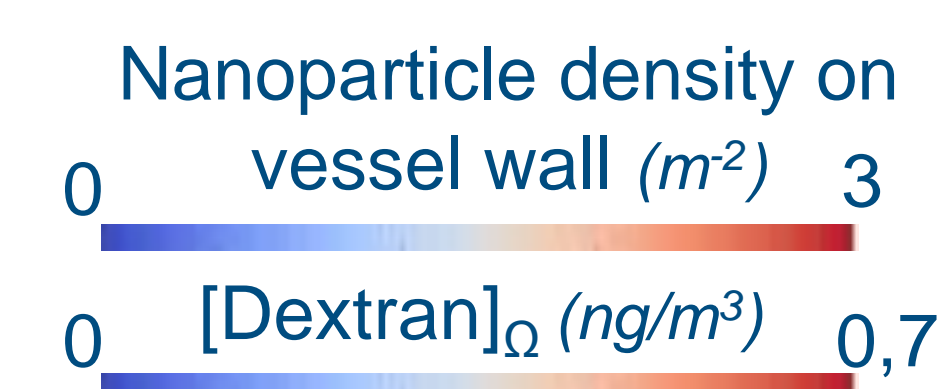 Nanoparticle density on
0 vessel wall (m⁻²) 3
0 [Dextran]Ω (ng/m³) 0,7